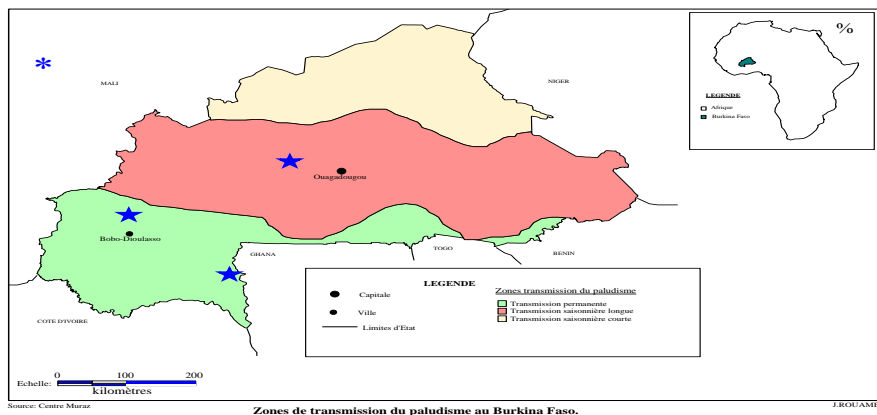 *
%
MALI
NIGER
LEGENDE
Afrique
Burkina Faso
Ouagadougou
Bobo-Dioulasso
GHANA
TOGO
BENIN
COTE D'IVOIRE
LEGENDE
Capitale
Ville
Limites d'Etat
Zones transmission du paludisme
Transmission permanente
Transmission saisonnière longue
Transmission saisonnière courte
Echelle:
0 100 200
kilomètres
Source: Centre Muraz
Zones de transmission du paludisme au Burkina Faso.